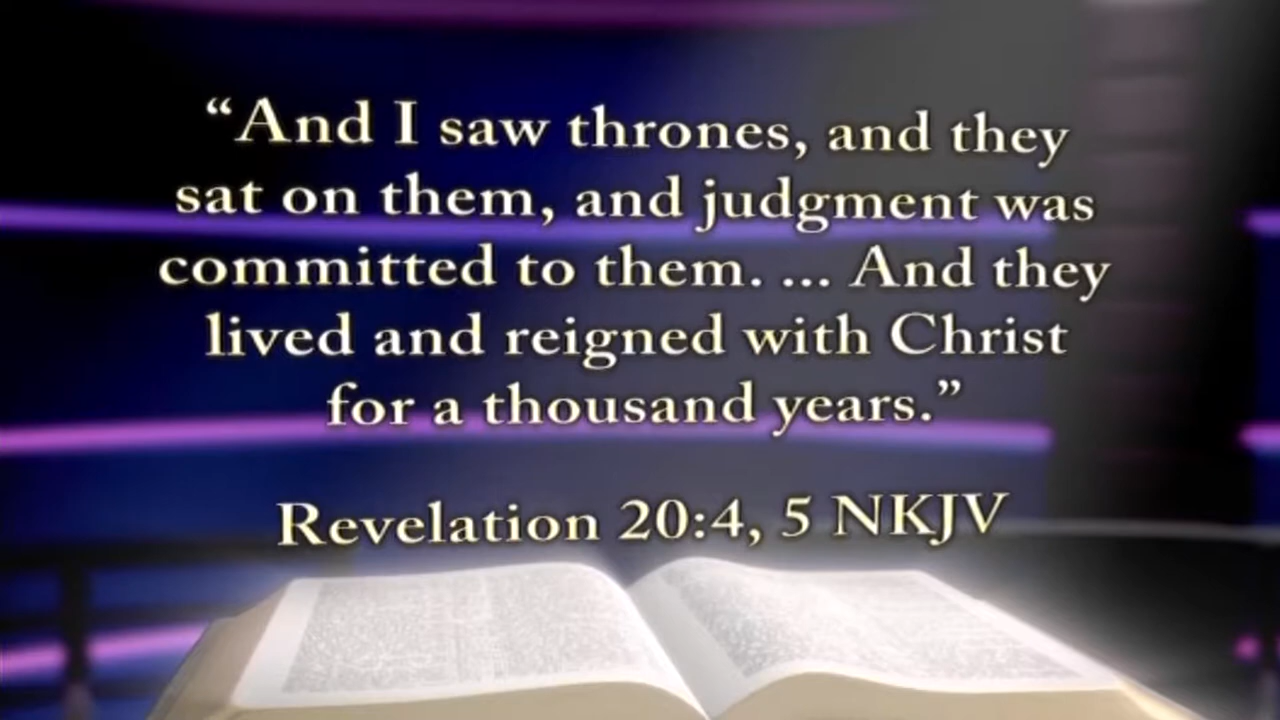 “And I saw thrones, and they
sat on them, and judgment was
committed to them. ... And they
lived and reigned with Christ
for a thousand years.”
Revelation 20:4, 5 NKJV